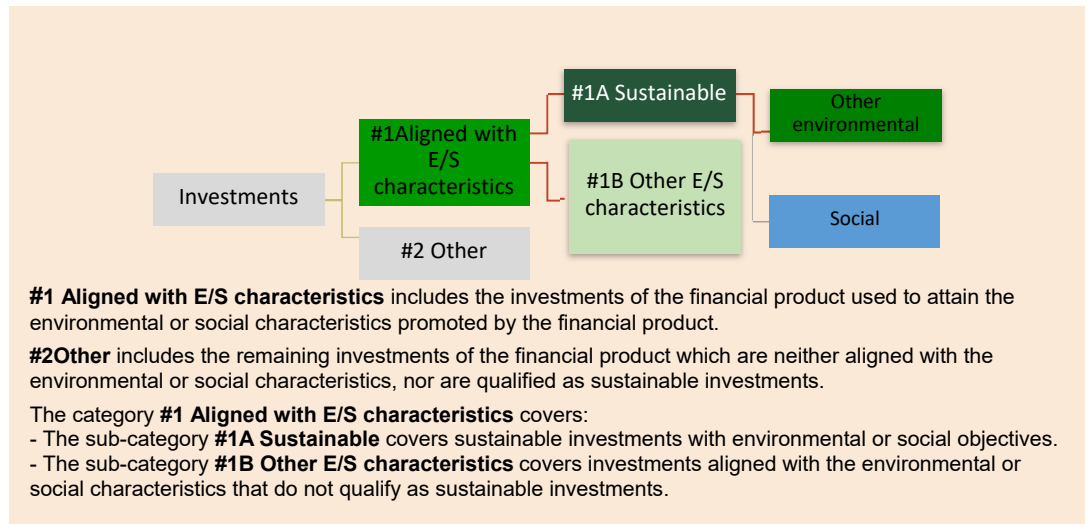 #1A Sustainable
Other
environmental
#1Aligned with
E/S
characteristics
#1B Other E/S
characteristics
Investments
Social
#2 Other
#1 Aligned with E/S characteristics includes the investments of the financial product used to attain the
environmental or social characteristics promoted by the financial product.
#2Other includes the remaining investments of the financial product which are neither aligned with the
environmental or social characteristics, nor are qualified as sustainable investments.
The category #1 Aligned with E/S characteristics covers:
- The sub-category #1A Sustainable covers sustainable investments with environmental or social objectives.
- The sub-category #1B Other E/S characteristics covers investments aligned with the environmental or
social characteristics that do not qualify as sustainable investments.